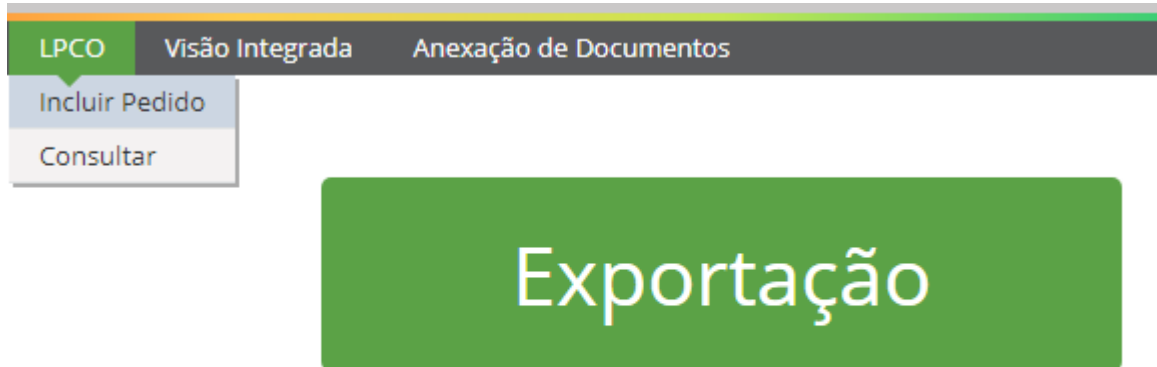 LPCO Visão Integrada Anexação de Documentos
Incluir Pedido
Consultar
Exportação